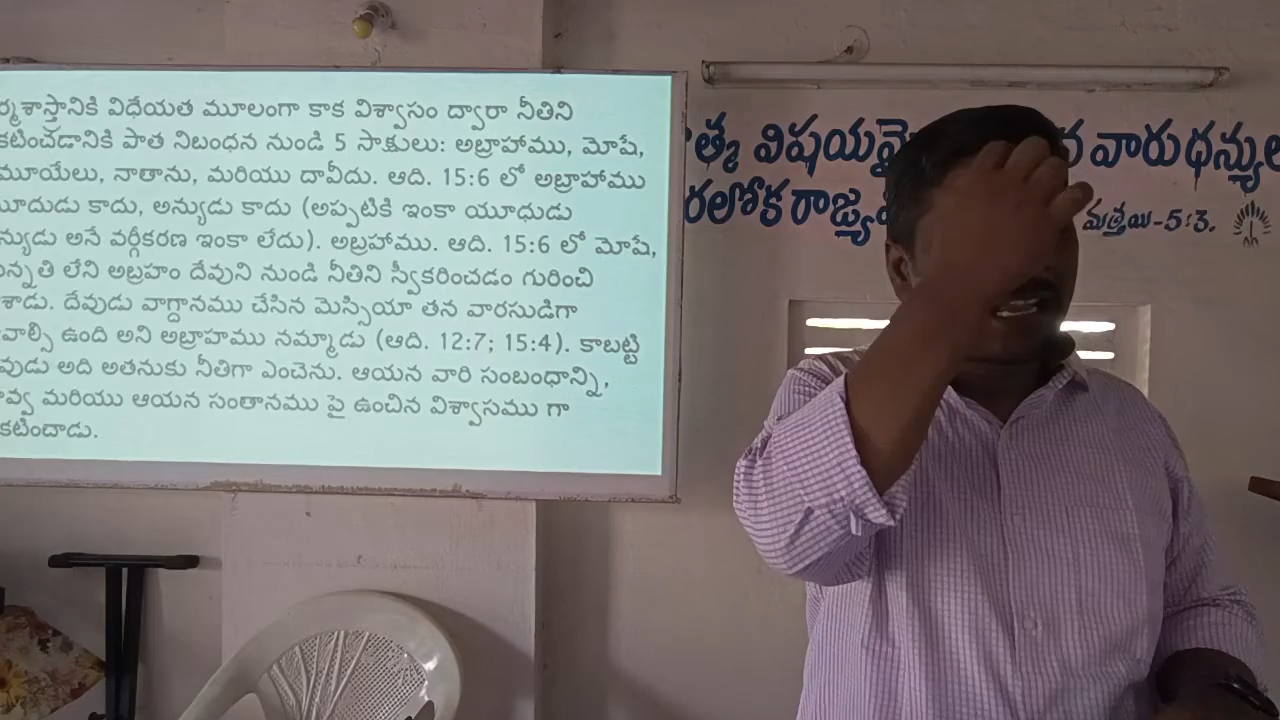 ర్మశాస్తానికి విధేయత మూలంగా కాక విశ్వాసం ద్వారా నీతిని
కటించడానికి పాత నిబంధన నుండి 5 సాక్షులు: అబ్రాహాము, మోషే,
మూయేలు, నాతాను, మరియు దావీదు. ఆది. 15:6 లో అబ్రాహాము
యూదుడు కాదు, అన్యుడు కాదు (అప్పటికి ఇంకా యూధుడు
న్యుడు అనే వర్గీకరణ ఇంకా లేదు). అబ్రహాము. ఆది. 15:6 లో మోషే,
సున్నతి లేని అబ్రహం దేవుని నుండి నీతిని స్వీకరించడం గురించి
శాడు. దేవుడు వాగ్దానము చేసిన మెస్సియా తన వారసుడిగా
వాల్సి ఉంది అని అబ్రాహాము నమ్మాడు (ఆది. 12:7; 15:4). కాబట్టి
వుడు అది అతనుకు నీతిగా ఎంచెను. ఆయన వారి సంబంధాన్ని,
వ్వ మరియు ఆయన సంతానము పై ఉంచిన విశ్వాసము గా
కటించాడు.
త్మ విషయమై న వారు ధన్యుల
రలోక రాజ్య
మత్తయి-5:3.